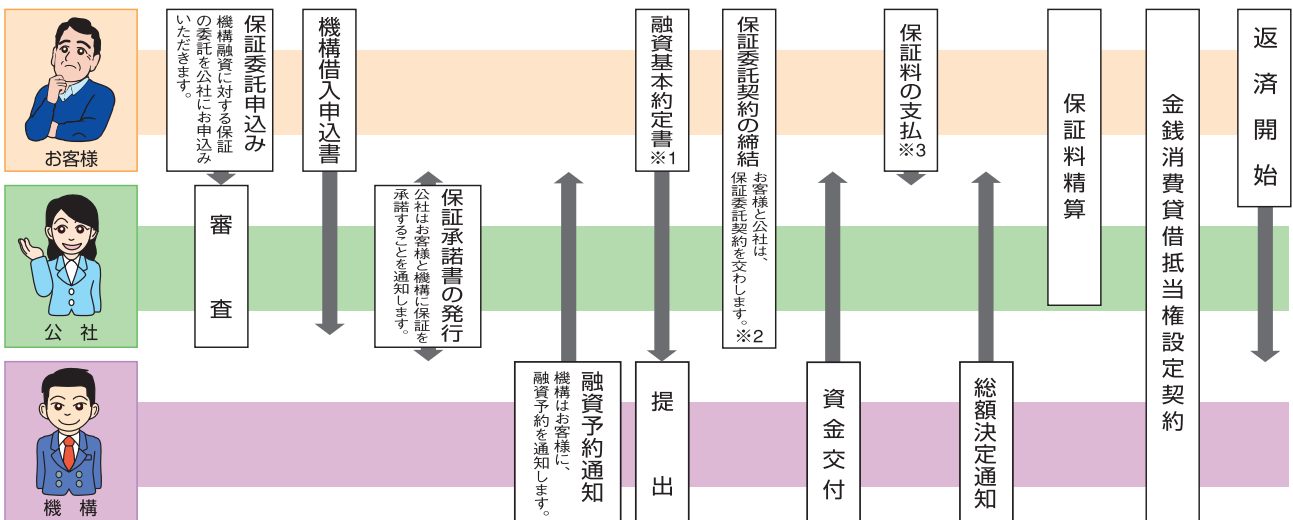 お客様
保証委託申込み
機構融資に対する保証
の委託を公社にお申込み
いただきます。
機構借入申込書
融資基本約定書
※1
保証委託契約の締結
お客様と公社は、
保証委託契約を交わします。
※2
保証料の支払
※3
保証料精算
金銭消費貸借抵当権設定契約
返済開始
公社
審査
保証承諾書の発行
公社はお客様と機構に保証を
承諾することを通知します。
機構
融資予約通知
機構はお客様に、
融資予約を通知します。
提出
資金交付
総額決定通知